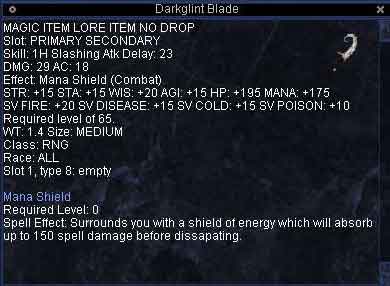 Darkglint Blade
MAGIC ITEM LORE ITEM NO DROP
Slot: PRIMARY SECONDARY
Skill: 1H Slashing Atk Delay: 23
DMG: 29 AC: 18
Effect: Mana Shield (Combat)
STR: +15 STA: +15 WIS: +20 AGI: +15 HP: +195 MANA: +175
SV FIRE: +20 SV DISEASE: +15 SV COLD: +15 SV POISON: +10
Required level of 65.
WT: 1.4 Size: MEDIUM
Class: RNG
Race: ALL
Slot 1, type 8: empty
Mana Shield
Required Level: 0
Spell Effect: Surrounds you with a shield of energy which will absorb
up to 150 spell damage before dissapating.